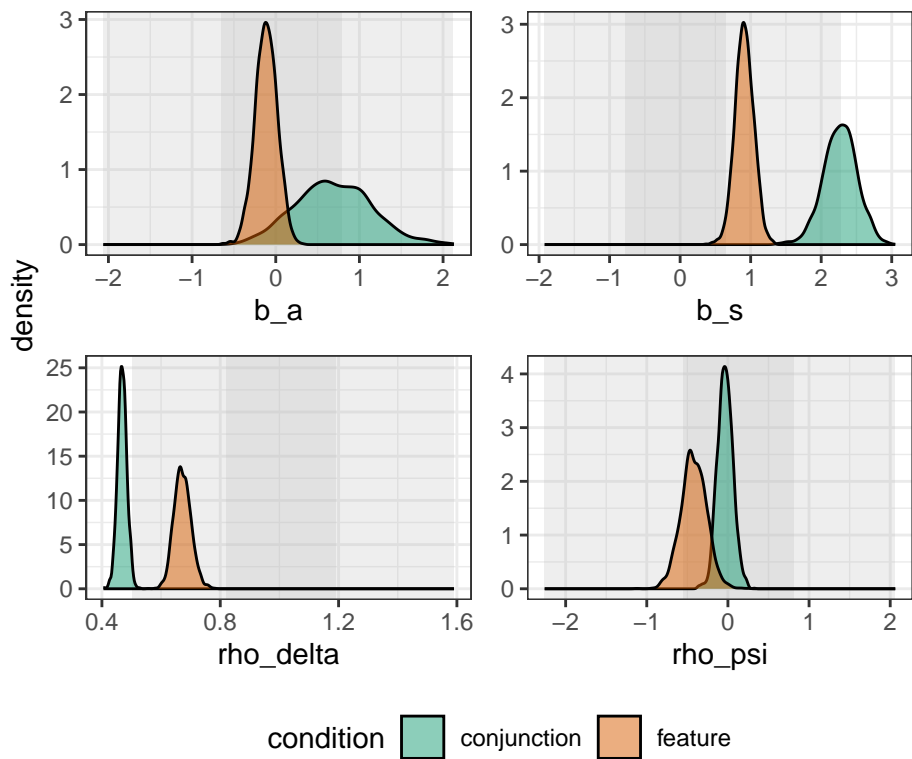 3
2
1
0
−2 −1 0 1 2
b_a
3
2
1
0
−2 −1 0 1 2 3
b_s
density
25
20
15
10
5
0
0.4 0.8 1.2 1.6
rho_delta
4
3
2
1
0
−2 −1 0 1 2
rho_psi
condition conjunction feature